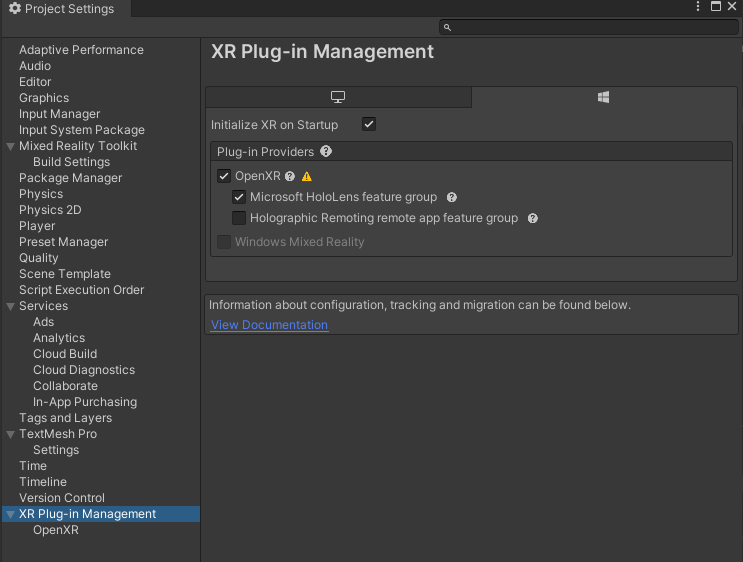 Project Settings
Adaptive Performance
Audio
Editor
Graphics
Input Manager
Input System Package
Mixed Reality Toolkit
Build Settings
Package Manager
Physics
Physics 2D
Player
Preset Manager
Quality
Scene Template
Script Execution Order
Services
Ads
Analytics
Cloud Build
Cloud Diagnostics
Collaborate
In-App Purchasing
Tags and Layers
TextMesh Pro
Settings
Time
Timeline
Version Control
XR Plug-in Management
OpenXR
XR Plug-in Management
Initialize XR on Startup
Plug-in Providers
OpenXR
Microsoft HoloLens feature group
Holographic Remoting remote app feature group
Windows Mixed Reality
Information about configuration, tracking and migration can be found below.
View Documentation